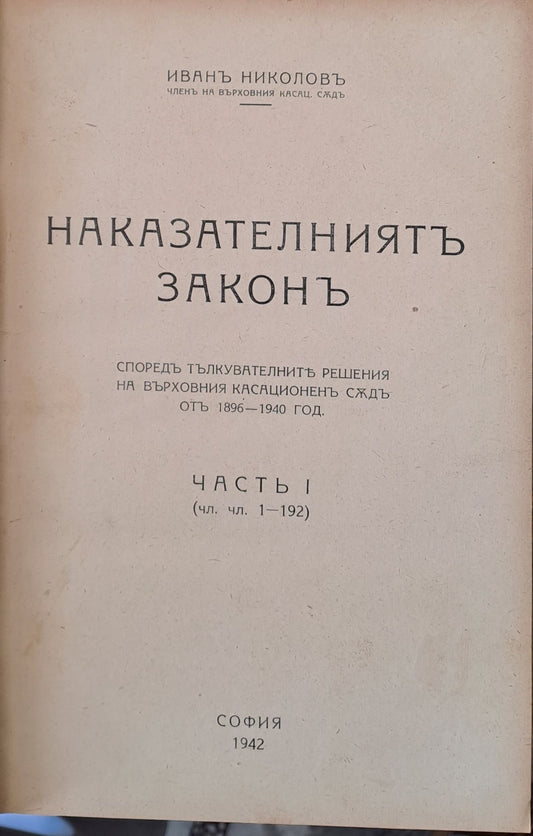 ИВАНЪ НИКОЛОВЪ
ЧЛЕНЪ НА ВЪРХОВНИЯ КАСАЦ. СѪДЪ
НАКАЗАТЕЛНИЯТЪ
ЗАКОНЪ
СПОРЕДЪ ТЪЛКУВАТЕЛНИТѢ РЕШЕНИЯ
НА ВЪРХОВНИЯ КАСАЦИОНЕНЪ СѪДЪ
ОТЪ 1896—1940 ГОД.
ЧАСТЬ I
(чл. чл. 1—192)
СОФИЯ
1942